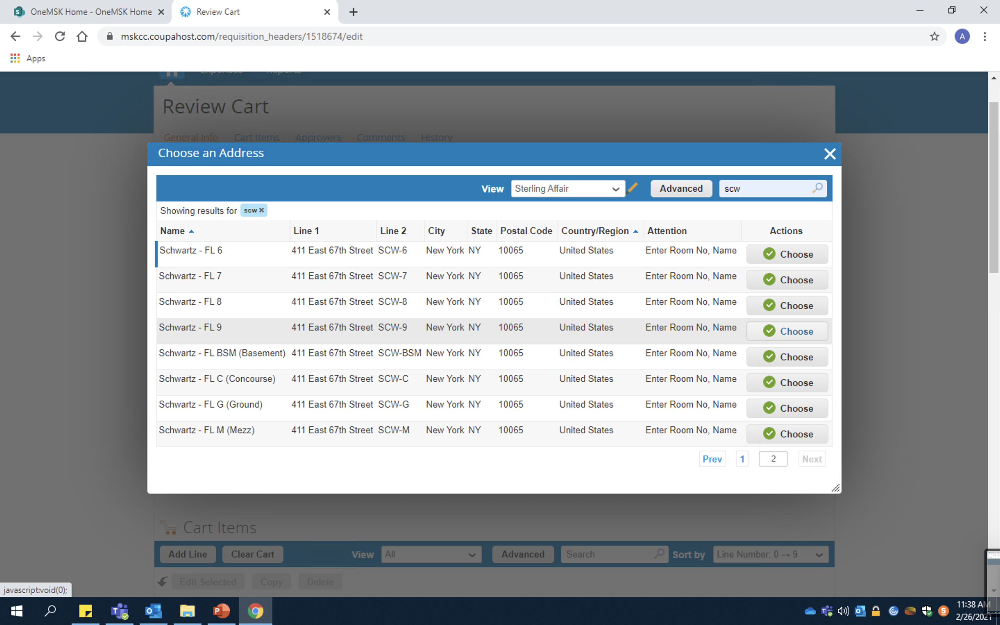 OneMSK Home - OneMSK Home
Review Cart
mskcc.coupahost.com/requisition_headers/1518674/edit
A
Apps
Expenses Reports
Review Cart
General Info Cart Items Approvers Comments History
Choose an Address
View Sterling Affair Advanced scw
Showing results for scw
Name Line 1 Line 2 City State Postal Code Country/Region Attention Actions
Schwartz - FL 6 411 East 67th Street SCW-6 New York NY 10065 United States Enter Room No, Name Choose
Schwartz - FL 7 411 East 67th Street SCW-7 New York NY 10065 United States Enter Room No, Name Choose
Schwartz - FL 8 411 East 67th Street SCW-8 New York NY 10065 United States Enter Room No, Name Choose
Schwartz - FL 9 411 East 67th Street SCW-9 New York NY 10065 United States Enter Room No, Name Choose
Schwartz - FL BSM (Basement) 411 East 67th Street SCW-BSM New York NY 10065 United States Enter Room No, Name Choose
Schwartz - FL C (Concourse) 411 East 67th Street SCW-C New York NY 10065 United States Enter Room No, Name Choose
Schwartz - FL G (Ground) 411 East 67th Street SCW-G New York NY 10065 United States Enter Room No, Name Choose
Schwartz - FL M (Mezz) 411 East 67th Street SCW-M New York NY 10065 United States Enter Room No, Name Choose
Prev 1 2 Next
Cart Items
Add Line Clear Cart View All Advanced Search Sort by Line Number: 0 → 9
Edit Selected Copy Delete
javascript:void(0);
11:38 AM
2/26/2021